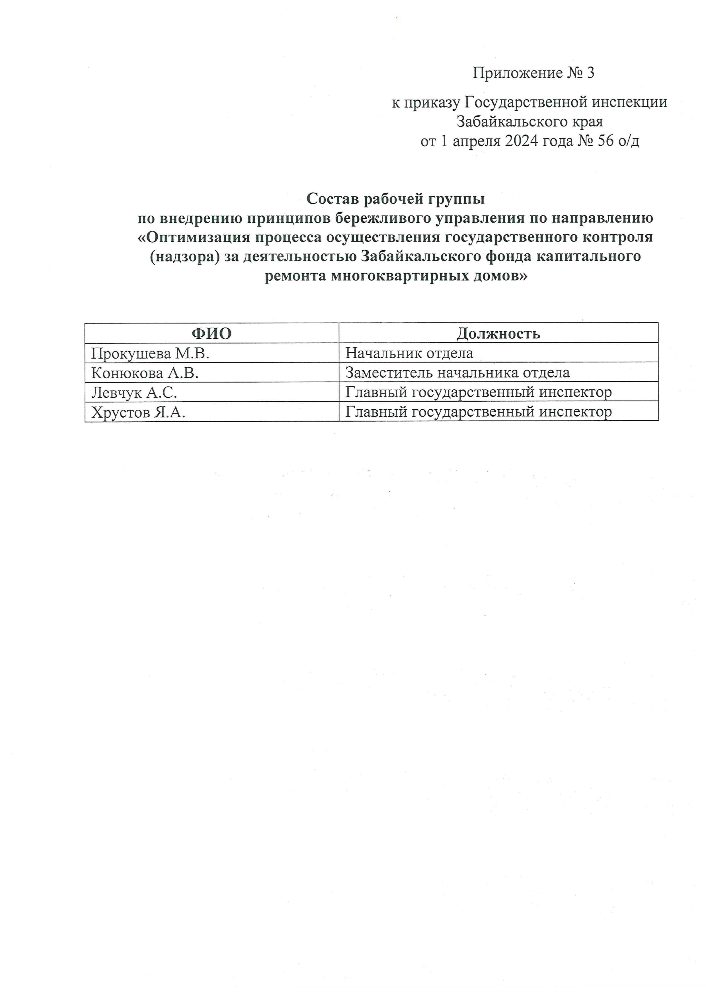 Приложение № 3
к приказу Государственной инспекции
Забайкальского края
от 1 апреля 2024 года № 56 о/д
Состав рабочей группы
по внедрению принципов бережливого управления по направлению
«Оптимизация процесса осуществления государственного контроля
(надзора) за деятельностью Забайкальского фонда капитального
ремонта многоквартирных домов»
ФИО Должность
Прокушева М.В. Начальник отдела
Конюкова А.В. Заместитель начальника отдела
Левчук А.С. Главный государственный инспектор
Хрустов Я.А. Главный государственный инспектор